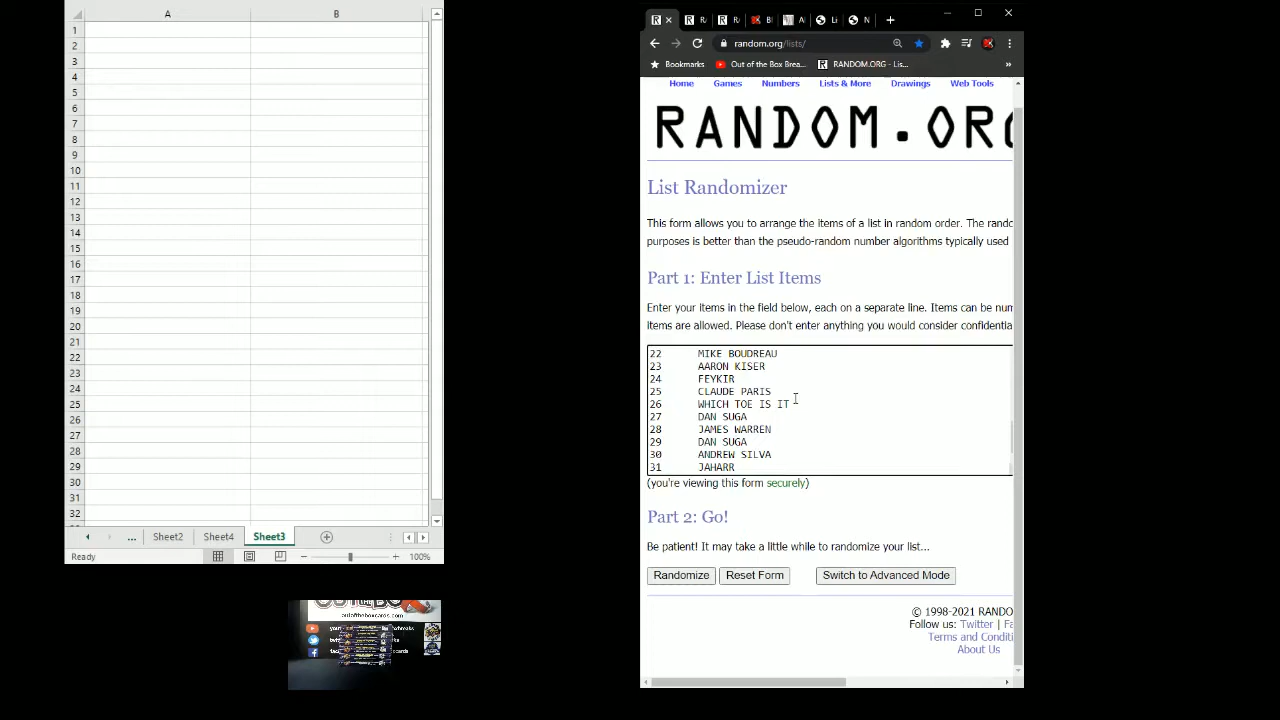 A B
1
2
3
4
5
6
7
8
9
10
11
12
13
14
15
16
17
18
19
20
21
22
23
24
25
26
27
28
29
30
31
32
... Sheet2 Sheet4 Sheet3
Ready 100%
outoftheboxcards.com
random.org/lists/
Bookmarks Out of the Box Brea... RANDOM.ORG - Lis... »
Home Games Numbers Lists & More Drawings Web Tools
RANDOM.ORG
List Randomizer
This form allows you to arrange the items of a list in random order. The rando
purposes is better than the pseudo-random number algorithms typically used
Part 1: Enter List Items
Enter your items in the field below, each on a separate line. Items can be num
items are allowed. Please don't enter anything you would consider confidentia
22 MIKE BOUDREAU
23 AARON KISER
24 FEYKIR
25 CLAUDE PARIS
26 WHICH TOE IS IT
27 DAN SUGA
28 JAMES WARREN
29 DAN SUGA
30 ANDREW SILVA
31 JAHARR
(you're viewing this form securely)
Part 2: Go!
Be patient! It may take a little while to randomize your list...
Randomize Reset Form Switch to Advanced Mode
© 1998-2021 RANDO
Follow us: Twitter | Fa
Terms and Conditi
About Us